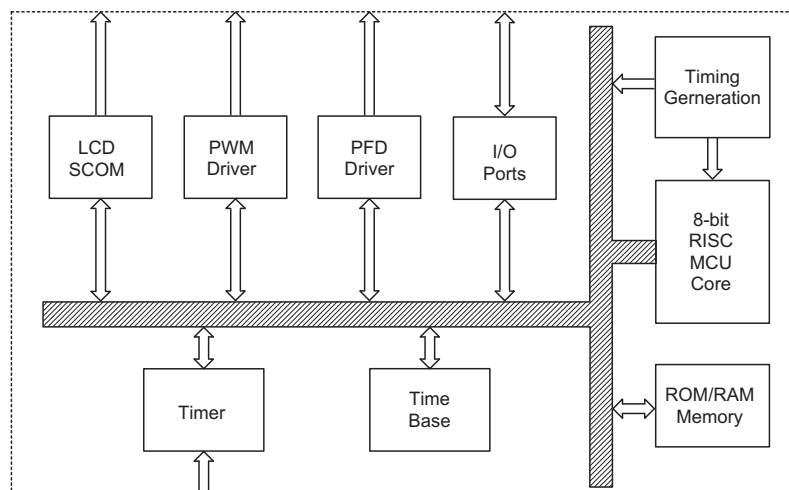 LCD
SCOM
PWM
Driver
PFD
Driver
I/O
Ports
Timing
Gerneration
8-bit
RISC
MCU
Core
Timer
Time
Base
ROM/RAM
Memory